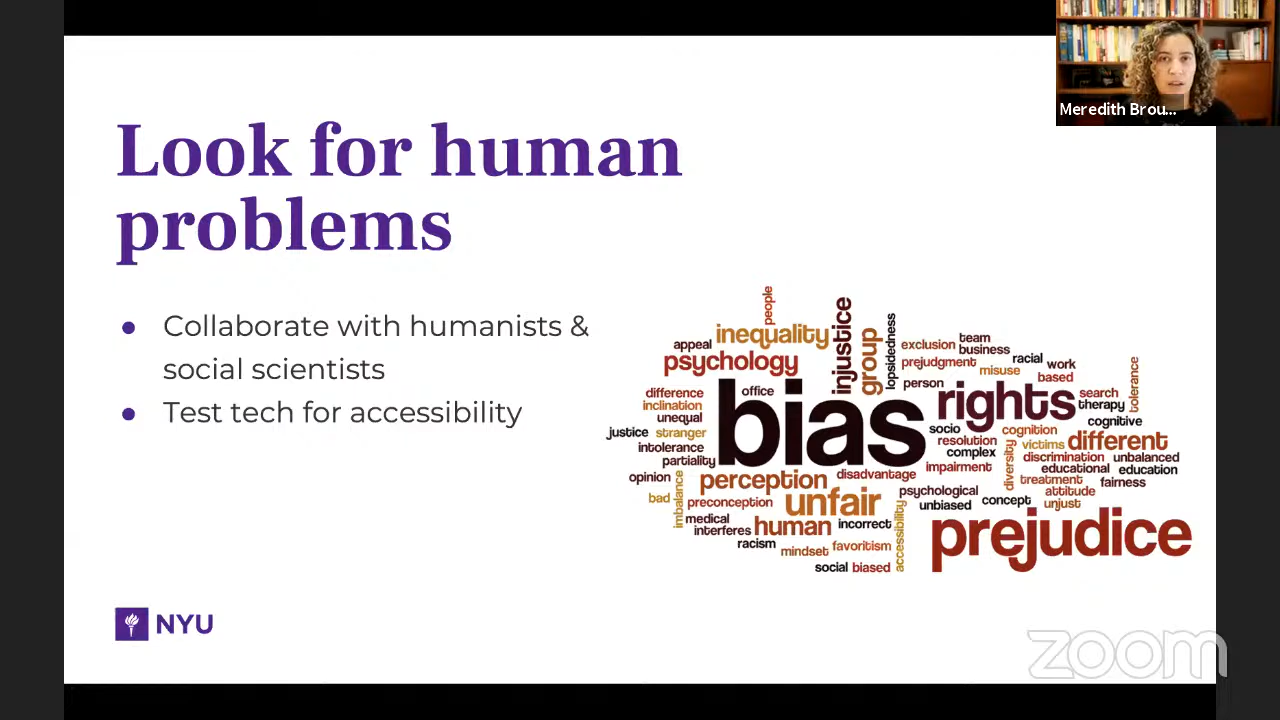 Meredith Brou...
Look for human
problems
● Collaborate with humanists &
social scientists
● Test tech for accessibility
people
inequality
injustice
group
lopsidedness
appeal
psychology
exclusion
team
business
prejudgment
racial
work
misuse
based
person
tolerance
difference
office
inclination
unequal
bias
rights
search
therapy
cognitive
justice
stranger
socio
cognition
intolerance
resolution
victims
different
partiality
complex
diversity
discrimination
unbalanced
opinion
perception
disadvantage
impairment
educational
education
treatment
fairness
bad
imbalance
preconception
unfair
psychological
concept
attitude
unbiased
unjust
medical
interferes
human
incorrect
accessibility
prejudice
racism
mindset
favoritism
social
biased
NYU
zoom